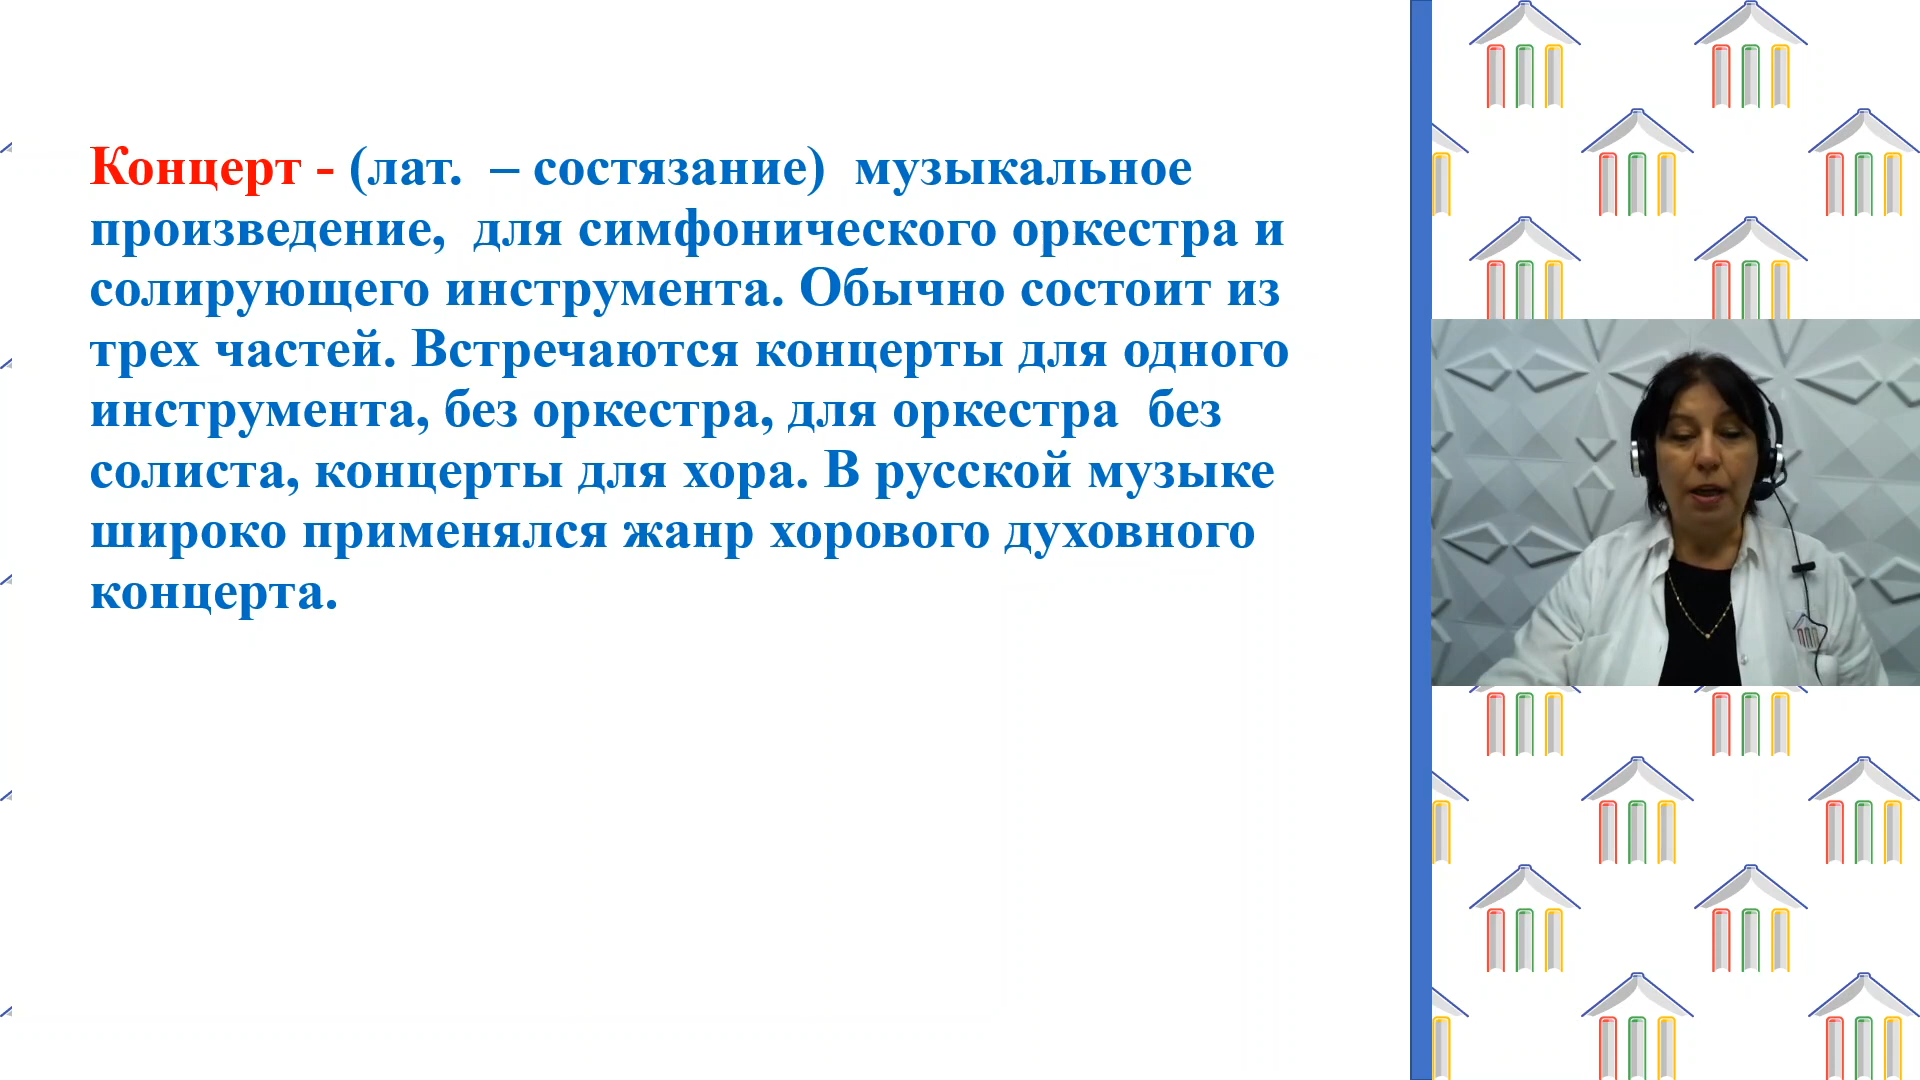 Концерт - (лат.  – состязание)  музыкальное
произведение,  для симфонического оркестра и
солирующего инструмента. Обычно состоит из
трех частей. Встречаются концерты для одного
инструмента, без оркестра, для оркестра  без
солиста, концерты для хора. В русской музыке
широко применялся жанр хорового духовного
концерта.